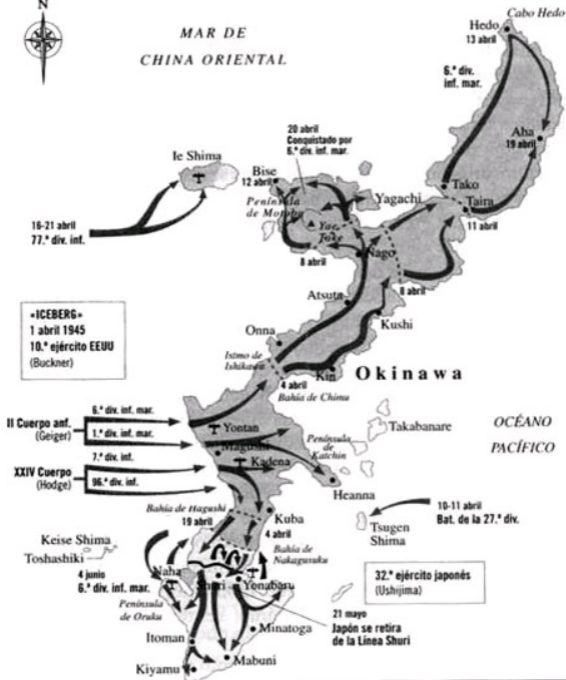 N
MAR DE
CHINA ORIENTAL
Cabo Hedo
Hedo
13 abril
6.ª div.
inf. mar.
Aha
19 abril
20 abril
Conquistado por
6.ª div. inf. mar.
Ie Shima
Bise
12 abril
Península
de Motobu
Yae
Take
Yagachi
Tako
Taira
11 abril
16-21 abril
77.ª div. inf.
8 abril
Nago
8 abril
Atsuta
Kushi
«ICEBERG»
1 abril 1945
10.º ejército EEUU
(Buckner)
Onna
Istmo de
Ishikawa
Kin
4 abril
Bahía de Chimu
Okinawa
6.ª div. inf. mar.
II Cuerpo anf.
(Geiger)
1.ª div. inf. mar.
Yontan
Magushi
7.ª div. inf.
XXIV Cuerpo
(Hodge)
96.ª div. inf.
Kadena
Península
de
Katchin
Takabanare
OCÉANO
PACÍFICO
Heanna
Bahía de Hagushi
19 abril
Kuba
4 abril
Bahía de
Nakagusuku
Tsugen
Shima
10-11 abril
Bat. de la 27.ª div.
Keise Shima
Toshashiki
4 junio
6.ª div. inf. mar.
Naha
Shuri
Yonabaru
32.º ejército japonés
(Ushijima)
Península
de Oruku
21 mayo
Japón se retira
de la Línea Shuri
Itoman
Minatoga
Mabuni
Kiyamu